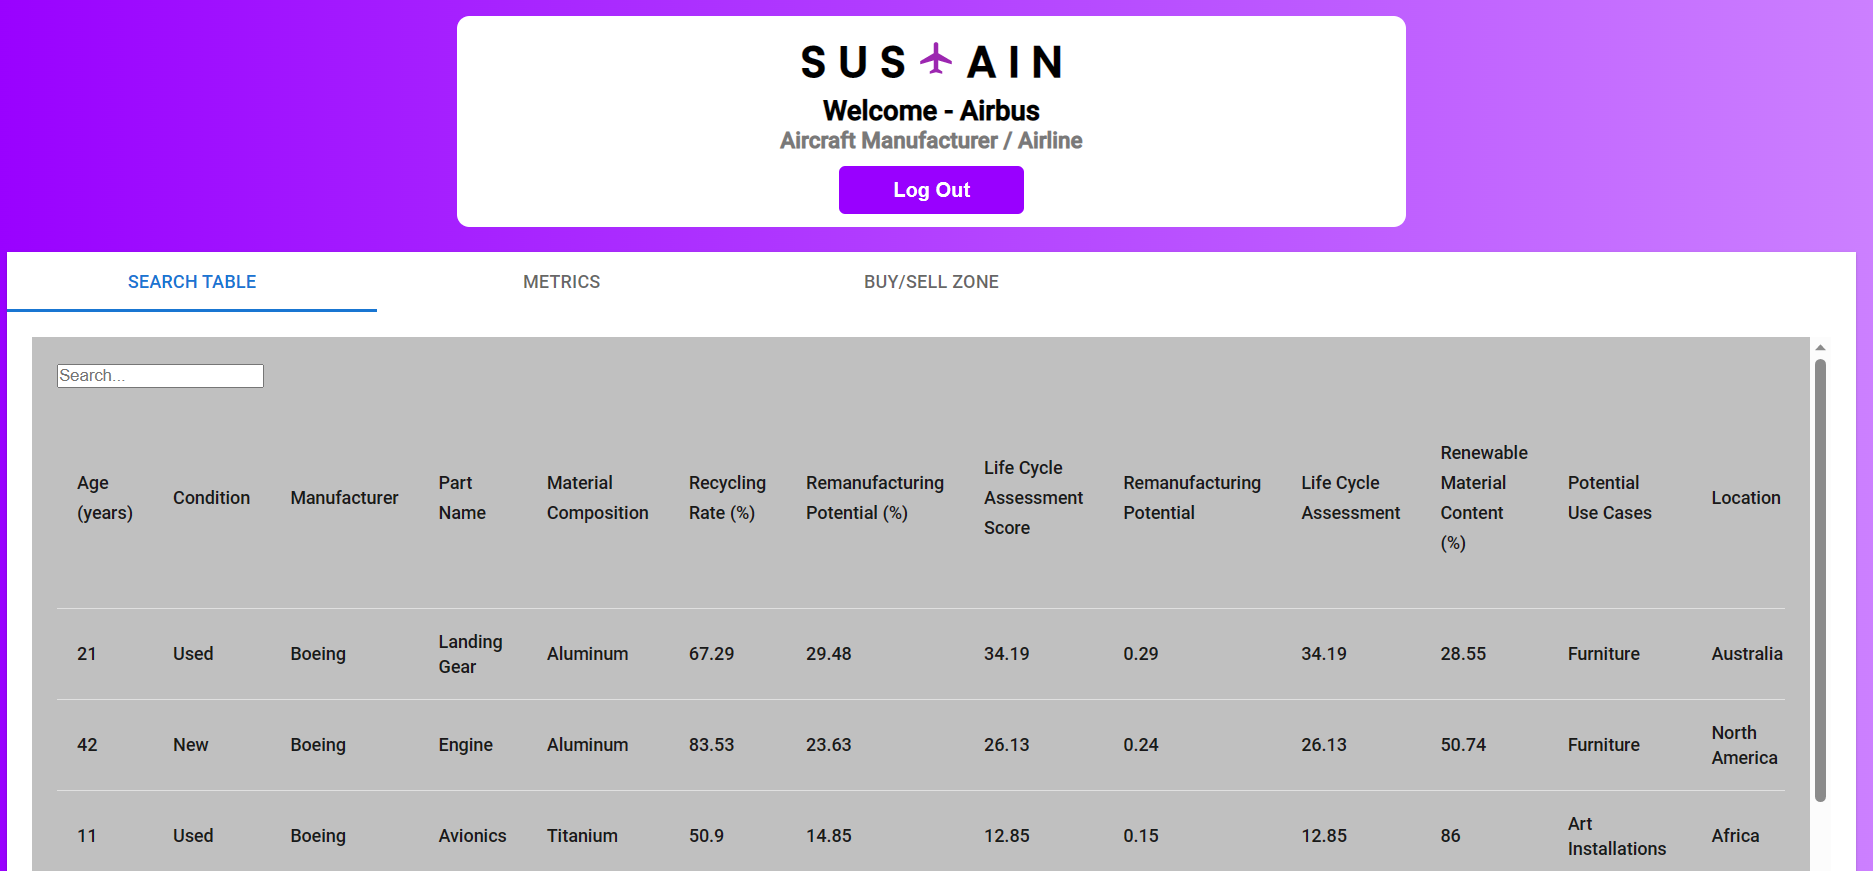 SUS AIN
Welcome - Airbus
Aircraft Manufacturer / Airline
Log Out
SEARCH TABLE METRICS BUY/SELL ZONE
Search...
Age (years) Condition Manufacturer Part Name Material Composition Recycling Rate (%) Remanufacturing Potential (%) Life Cycle Assessment Score Remanufacturing Potential Life Cycle Assessment Renewable Material Content (%) Potential Use Cases Location
21 Used Boeing Landing Gear Aluminum 67.29 29.48 34.19 0.29 34.19 28.55 Furniture Australia
42 New Boeing Engine Aluminum 83.53 23.63 26.13 0.24 26.13 50.74 Furniture North America
11 Used Boeing Avionics Titanium 50.9 14.85 12.85 0.15 12.85 86 Art Installations Africa